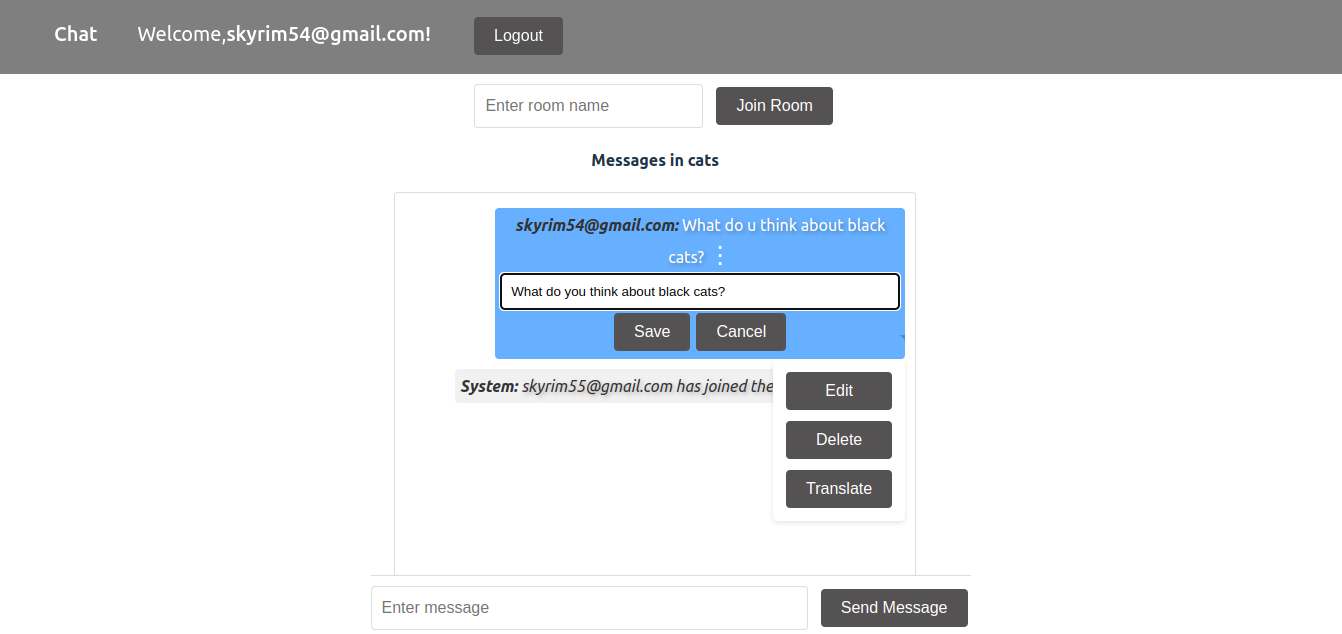 Chat Welcome,skyrim54@gmail.com! Logout
Enter room name Join Room
Messages in cats
skyrim54@gmail.com: What do u think about black
cats? ⋮
What do you think about black cats?
Save Cancel
System: skyrim55@gmail.com has joined the
Edit
Delete
Translate
Enter message Send Message